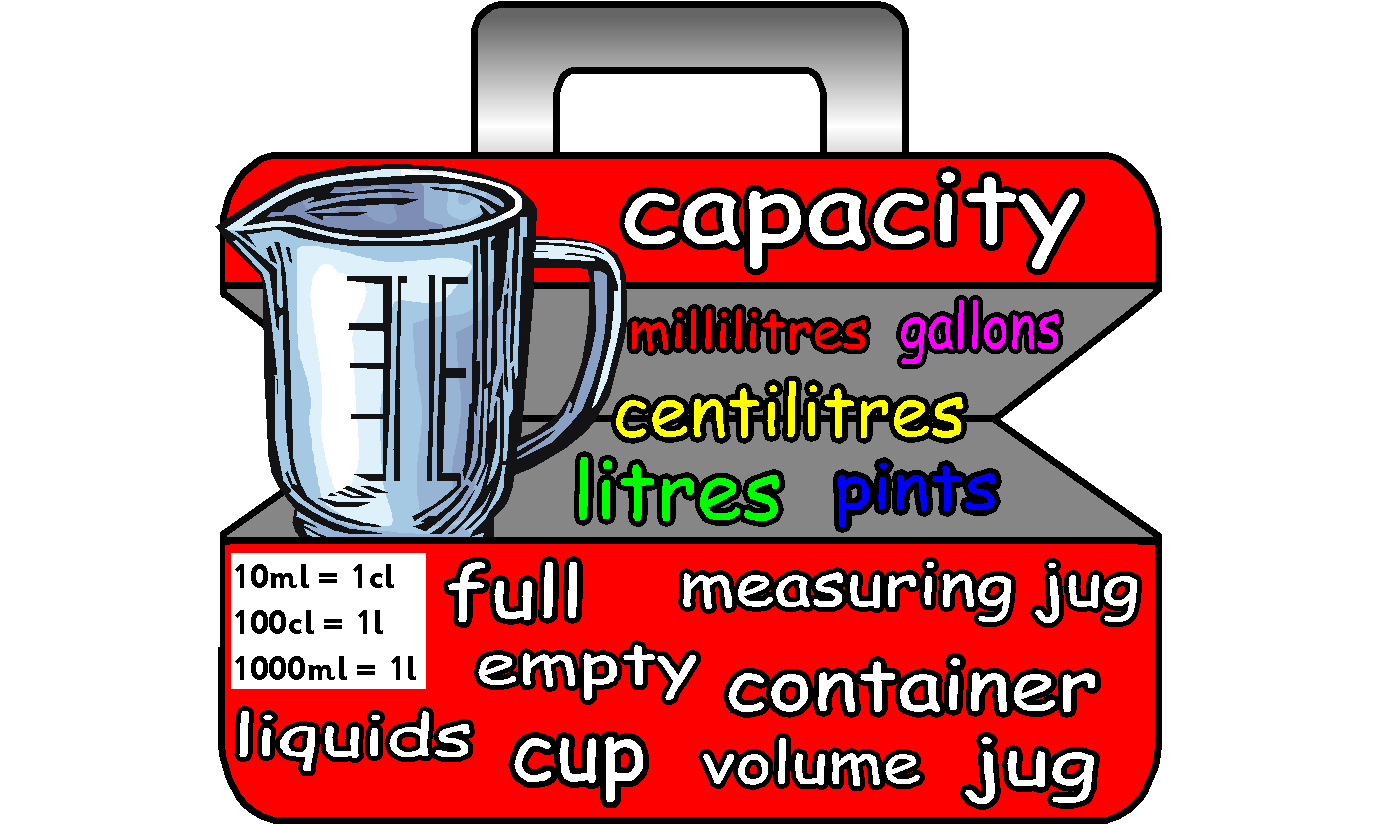 capacity
millilitres gallons
centilitres
litres pints
10ml = 1cl
100cl = 1l
1000ml = 1l
full measuring jug
empty container
liquids cup volume jug